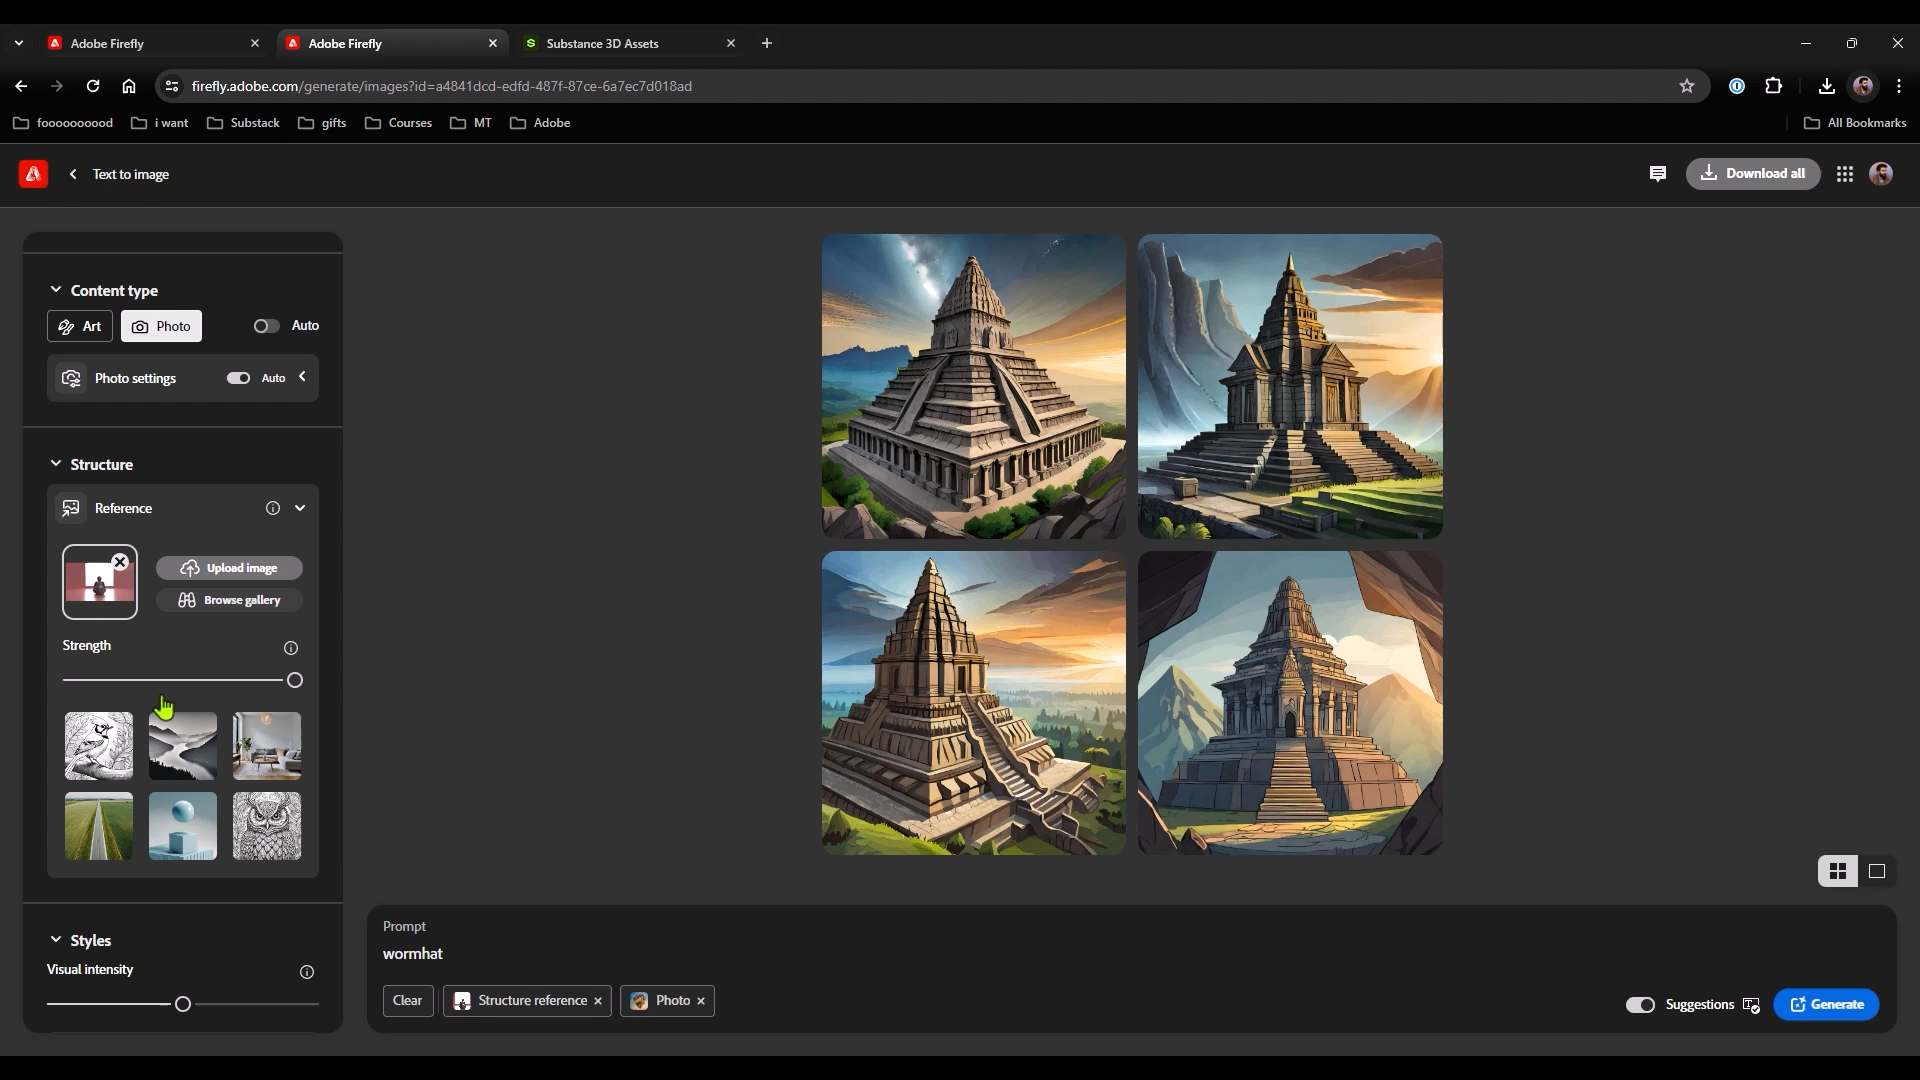 Adobe Firefly
Adobe Firefly
Substance 3D Assets
firefly.adobe.com/generate/images?id=a4841dcd-edfd-487f-87ce-6a7ec7d018ad
fooooooood
i want
Substack
gifts
Courses
MT
Adobe
All Bookmarks
Text to image
Download all
Content type
Art
Photo
Auto
Photo settings
Auto
Structure
Reference
Upload image
Browse gallery
Strength
Styles
Visual intensity
Prompt
wormhat
Clear
Structure reference
Photo
Suggestions
Generate